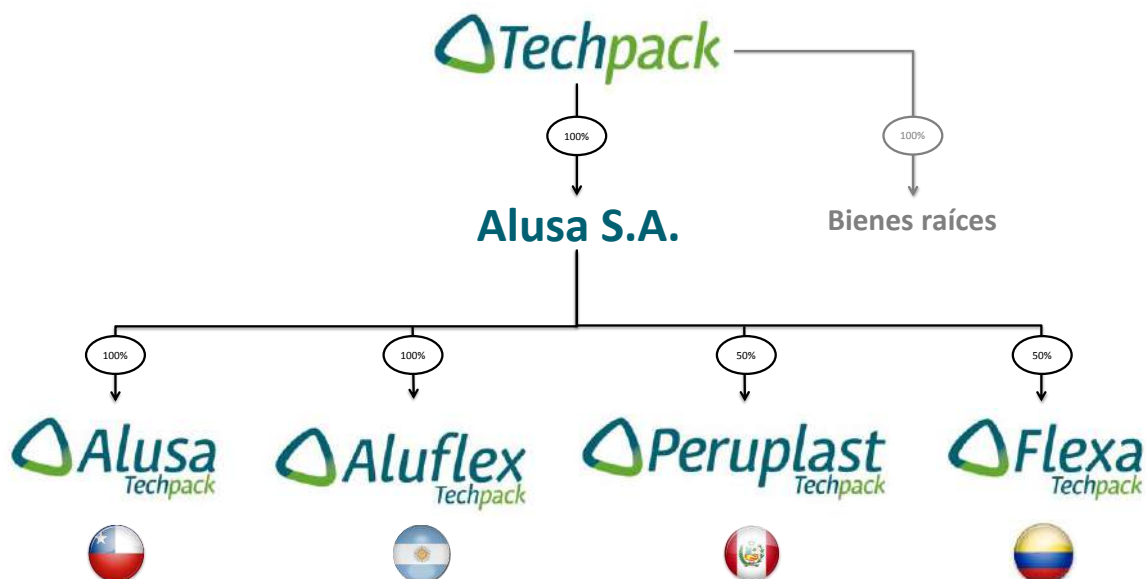 Techpack
100%
100%
Alusa S.A.
Bienes raíces
100%
100%
50%
50%
Alusa
Techpack
Aluflex
Techpack
Peruplast
Techpack
Flexa
Techpack